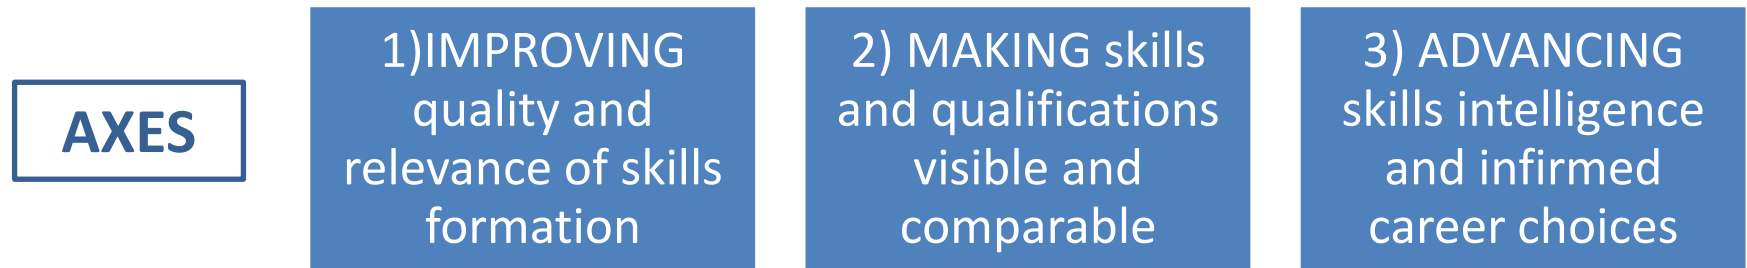 AXES
1)IMPROVING
quality and
relevance of skills
formation
2) MAKING skills
and qualifications
visible and
comparable
3) ADVANCING
skills intelligence
and infirmed
career choices